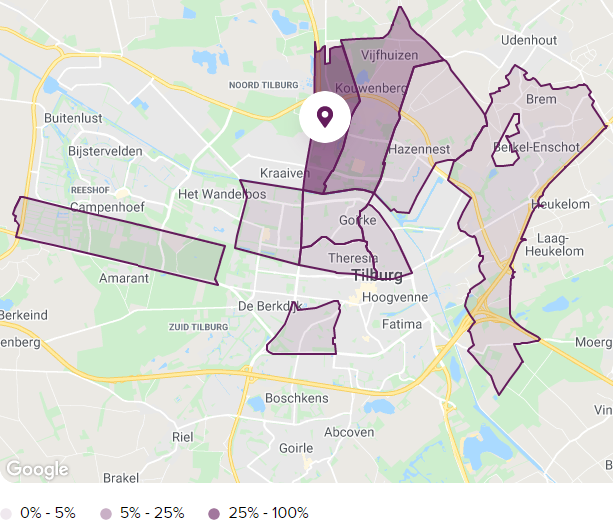 Udenhout
Vijfhuizen
NOORD TILBURG
Kouwenberg
Brem
Buitenlust
Bijstervelden
Hazennest
Berkel-Enschot
Kraaiven
REESHOF
Het Wandelbos
Campenhoef
Heukelom
Goirke
Laag-
Heukelom
Theresia
Amarant
Tilburg
Hoogvenne
De Berkdijk
Berkeind
ZUID TILBURG
Fatima
enberg
Moerg
Boschkens
Vin
Abcoven
Riel
Goirle
Google
Brakel
B
0% - 5%
5% - 25%
25% - 100%